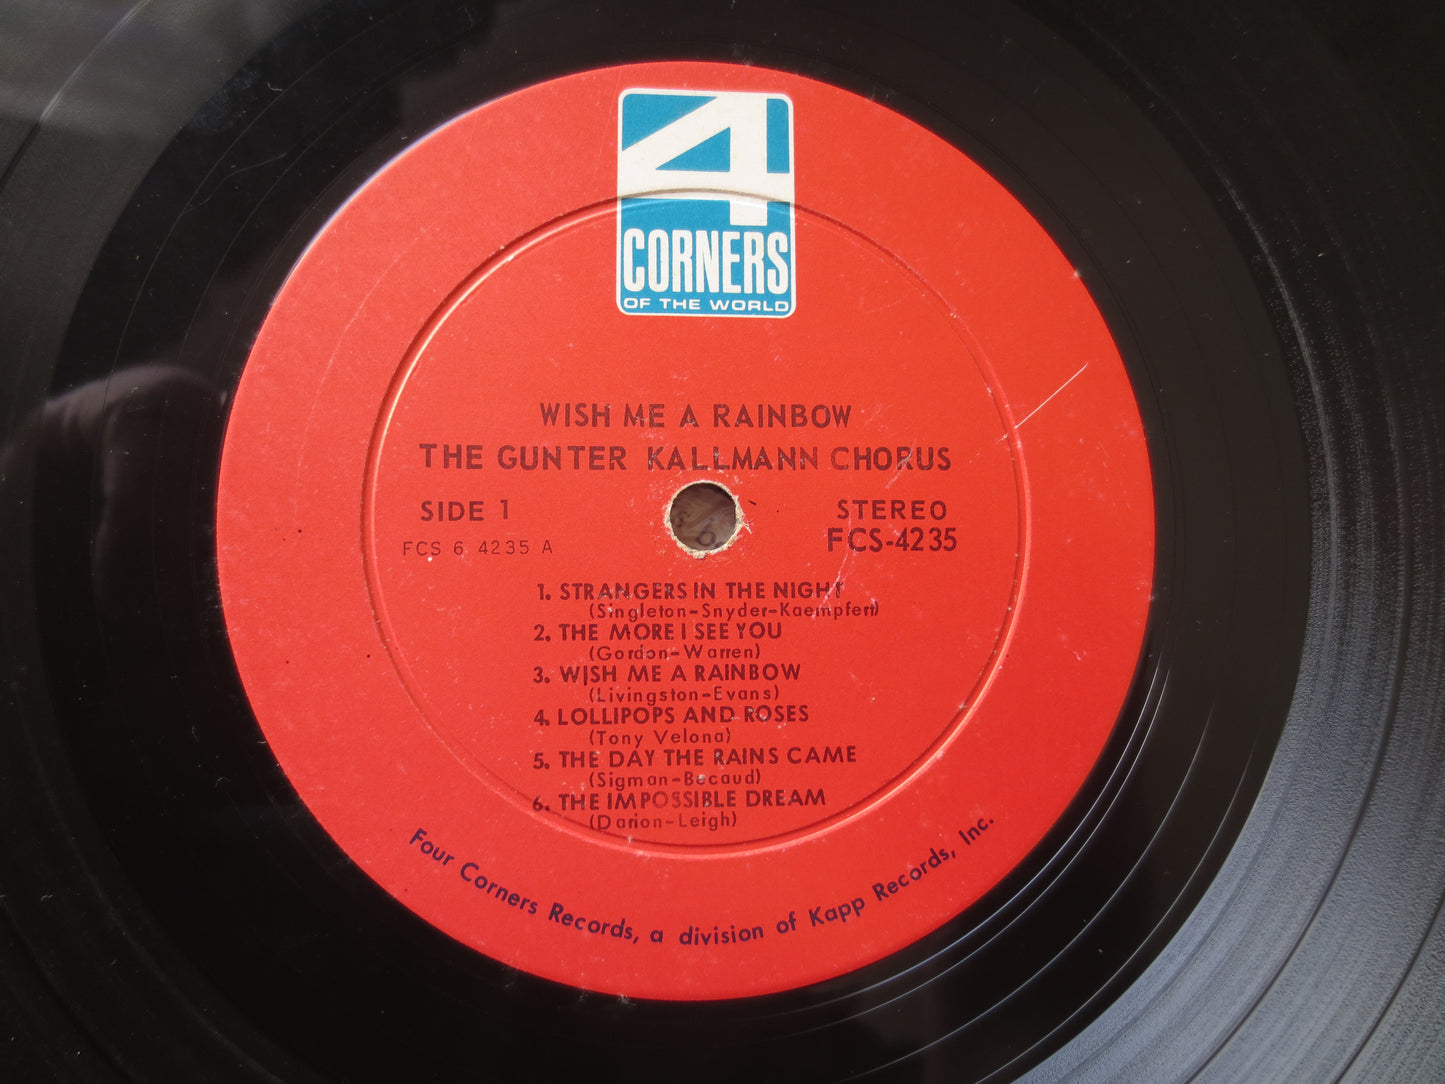 4
CORNERS
OF THE WORLD
WISH ME A RAINBOW
THE GUNTER KALLMANN CHORUS
SIDE 1
STEREO
FCS 6 4235 A
FCS-4235
1. STRANGERS IN THE NIGHT
(Singleton-Snyder-Kaempfert)
2. THE MORE I SEE YOU
(Gordon-Warren)
3. WISH ME A RAINBOW
(Livingston-Evans)
4. LOLLIPOPS AND ROSES
(Tony Velona)
5. THE DAY THE RAINS CAME
(Sigman-Becaud)
6. THE IMPOSSIBLE DREAM
(Darion-Leigh)
Four Corners Records, a division of Kapp Records, Inc.